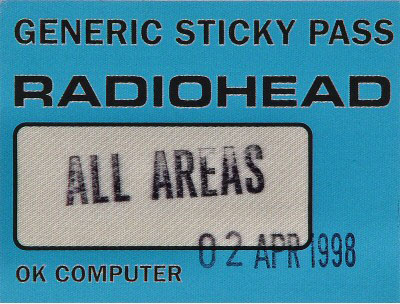 GENERIC STICKY PASS
RADIOHEAD
ALL AREAS
02 APR 1998
OK COMPUTER